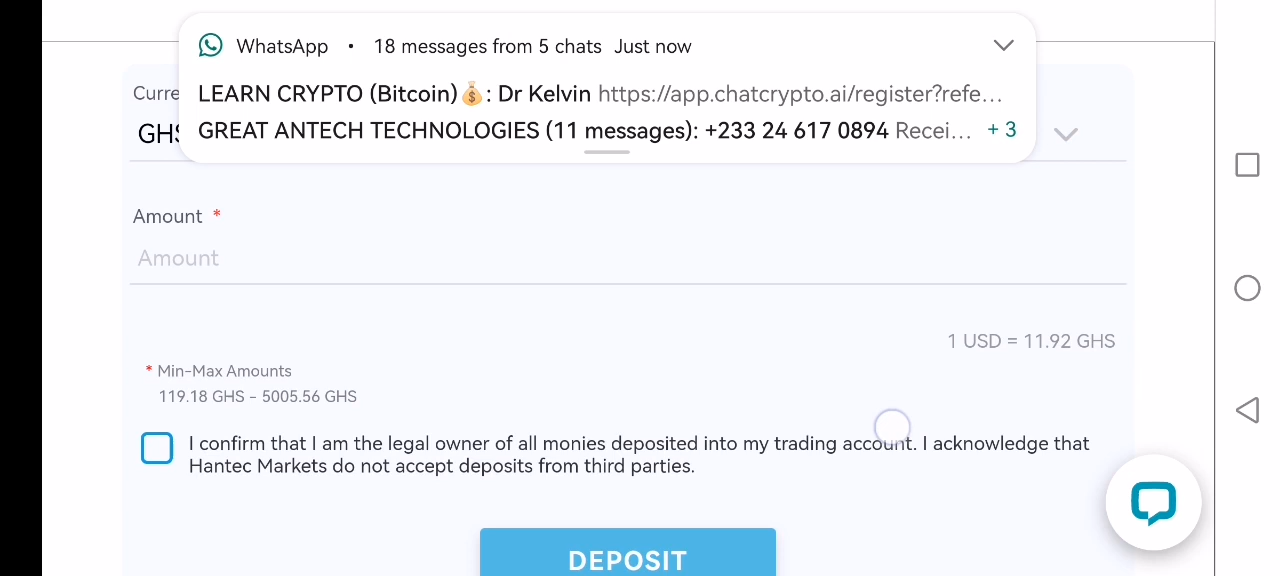 WhatsApp • 18 messages from 5 chats Just now
LEARN CRYPTO (Bitcoin)💰: Dr Kelvin https://app.chatcrypto.ai/register?refe...
GREAT ANTECH TECHNOLOGIES (11 messages): +233 24 617 0894 Recei... + 3
Curre
GHS
Amount *
Amount
1 USD = 11.92 GHS
* Min-Max Amounts
119.18 GHS - 5005.56 GHS
I confirm that I am the legal owner of all monies deposited into my trading account. I acknowledge that
Hantec Markets do not accept deposits from third parties.
DEPOSIT